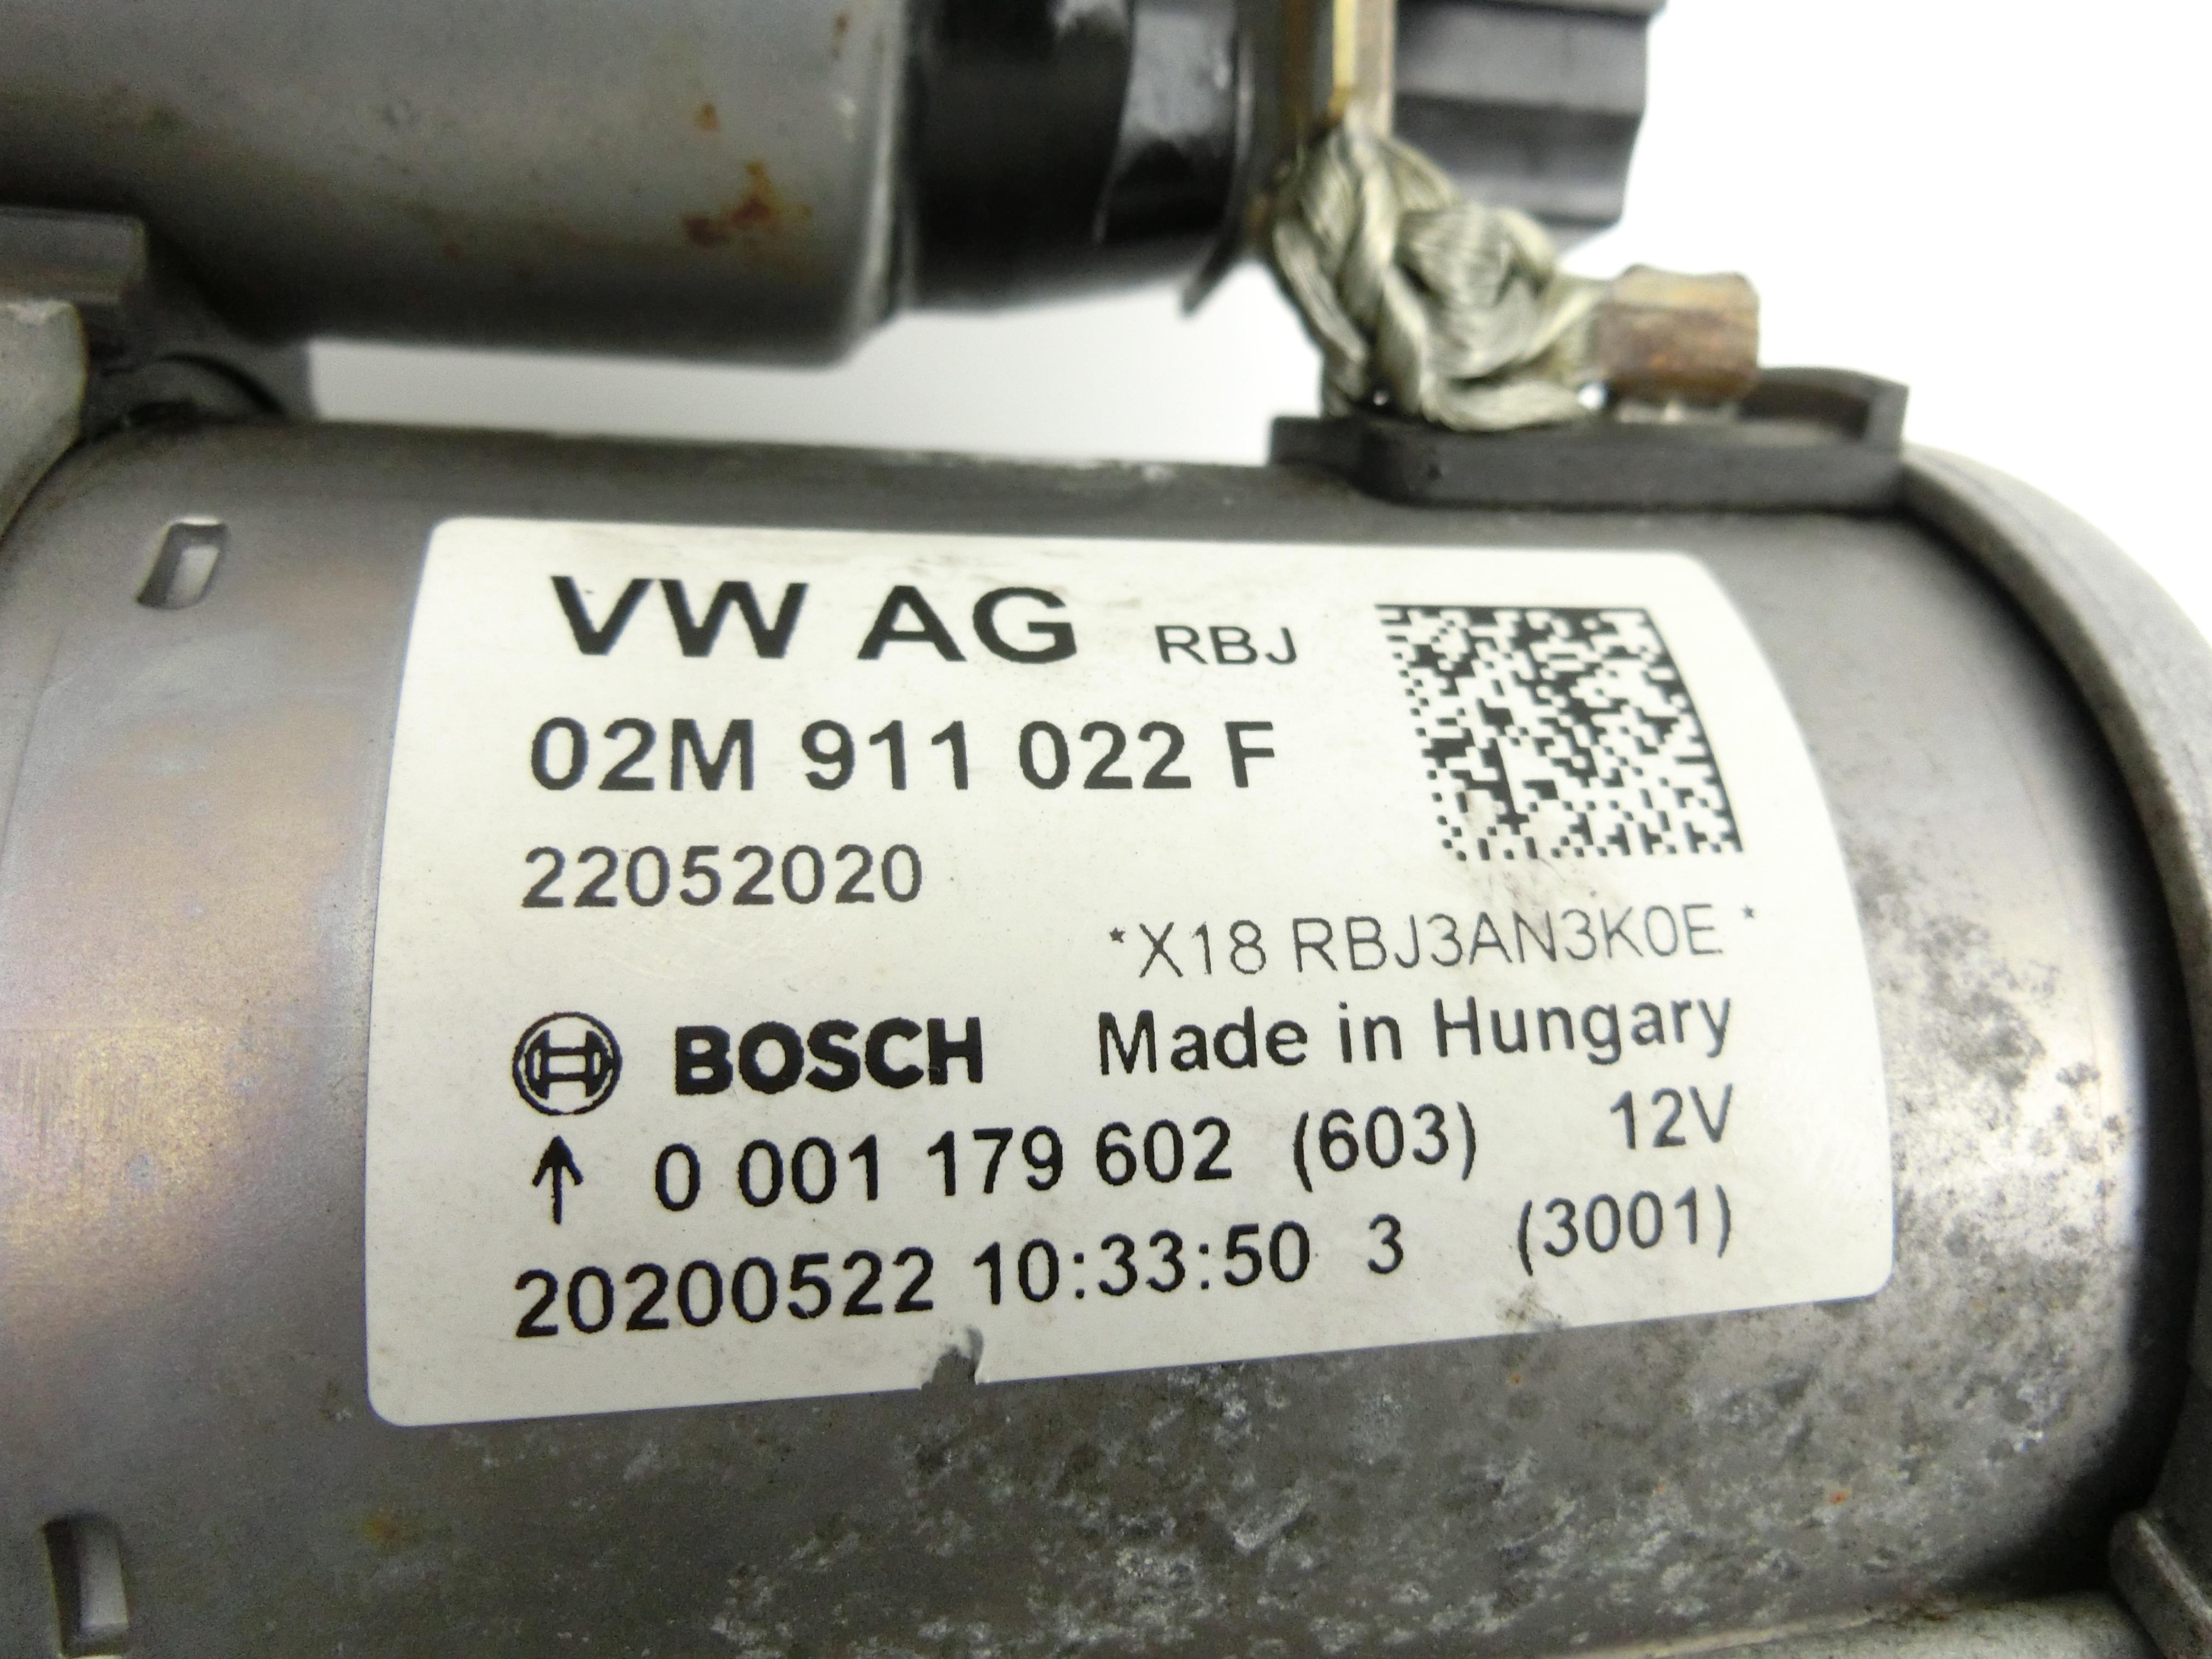 VW AG RBJ
02M 911 022 F
22052020
*X18 RBJ3AN3K0E *
BOSCH Made in Hungary
↑ 0 001 179 602 (603) 12V
20200522 10:33:50 3 (3001)